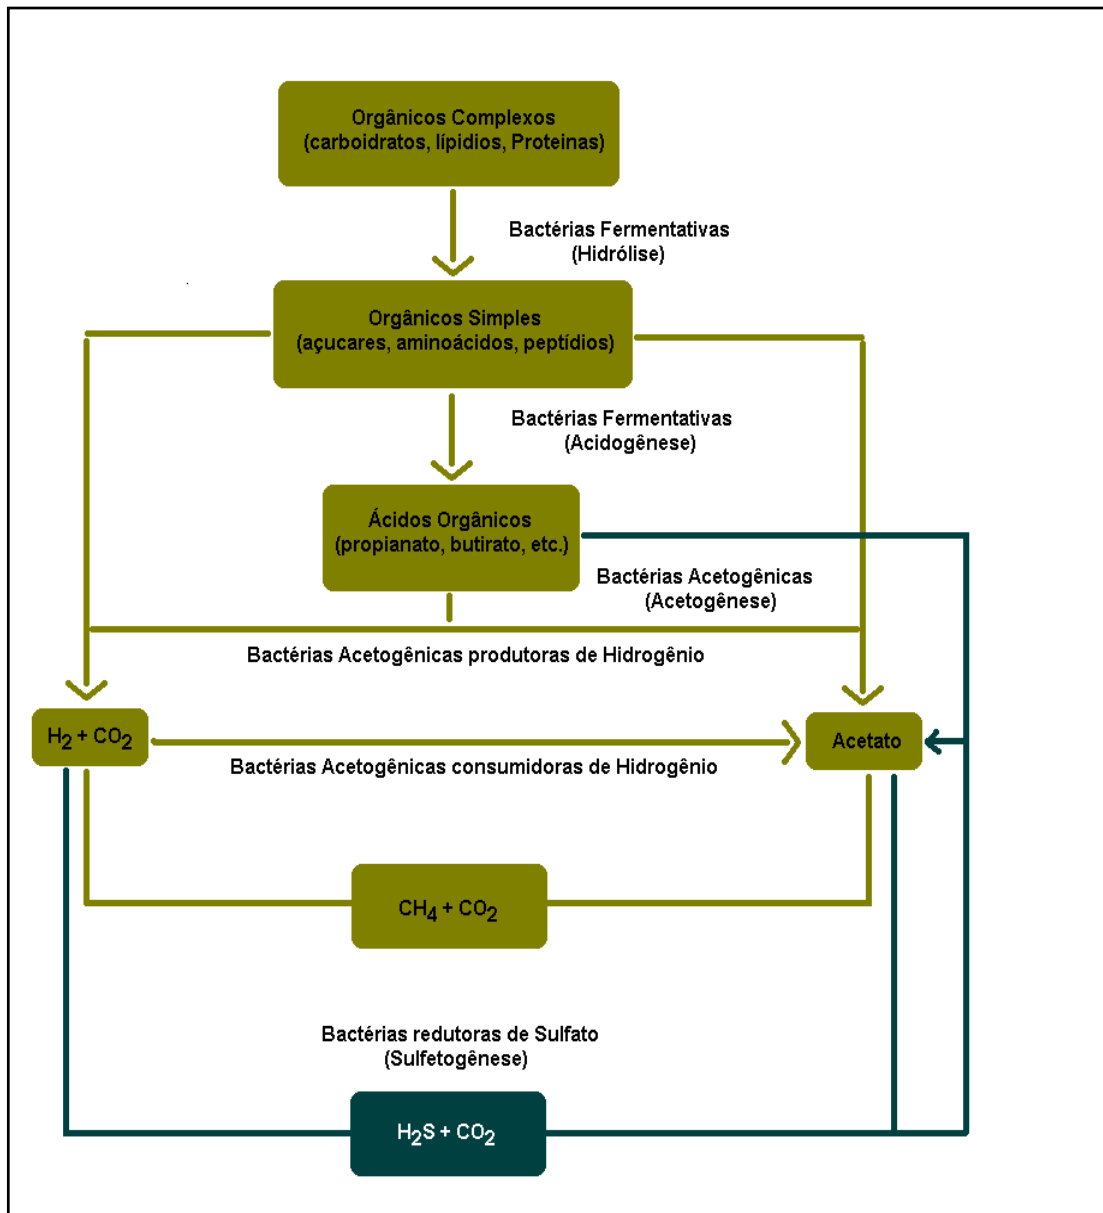 Orgânicos Complexos
(carboidratos, lípidios, Proteinas)
Bactérias Fermentativas
(Hidrólise)
Orgânicos Simples
(açucares, aminoácidos, peptídios)
Bactérias Fermentativas
(Acidogênese)
Ácidos Orgânicos
(propianato, butirato, etc.)
Bactérias Acetogênicas
(Acetogênese)
Bactérias Acetogênicas produtoras de Hidrogênio
H2 + CO2
Acetato
Bactérias Acetogênicas consumidoras de Hidrogênio
CH4 + CO2
Bactérias redutoras de Sulfato
(Sulfetogênese)
H2S + CO2